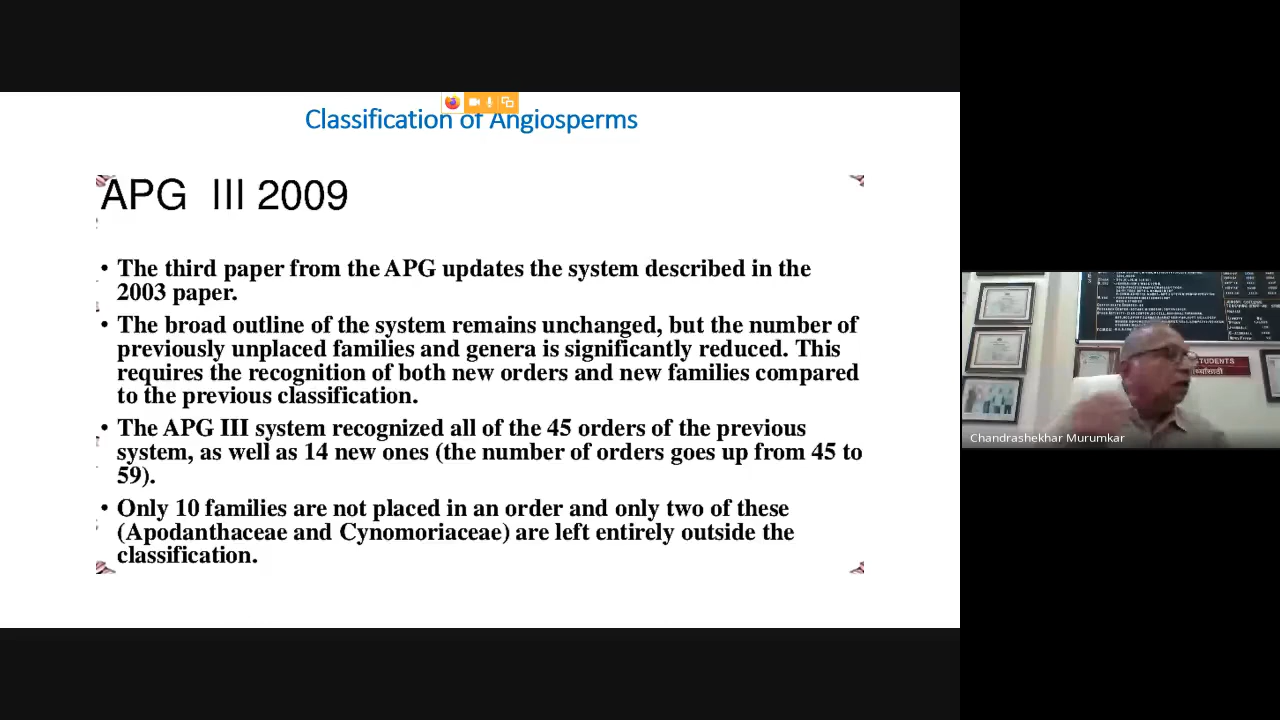 Classification of Angiosperms
APG III 2009
• The third paper from the APG updates the system described in the
2003 paper.
• The broad outline of the system remains unchanged, but the number of
previously unplaced families and genera is significantly reduced. This
requires the recognition of both new orders and new families compared
to the previous classification.
• The APG III system recognized all of the 45 orders of the previous
system, as well as 14 new ones (the number of orders goes up from 45 to
59).
• Only 10 families are not placed in an order and only two of these
(Apodanthaceae and Cynomoriaceae) are left entirely outside the
classification.
STUDENTS
Chandrashekhar Murumkar